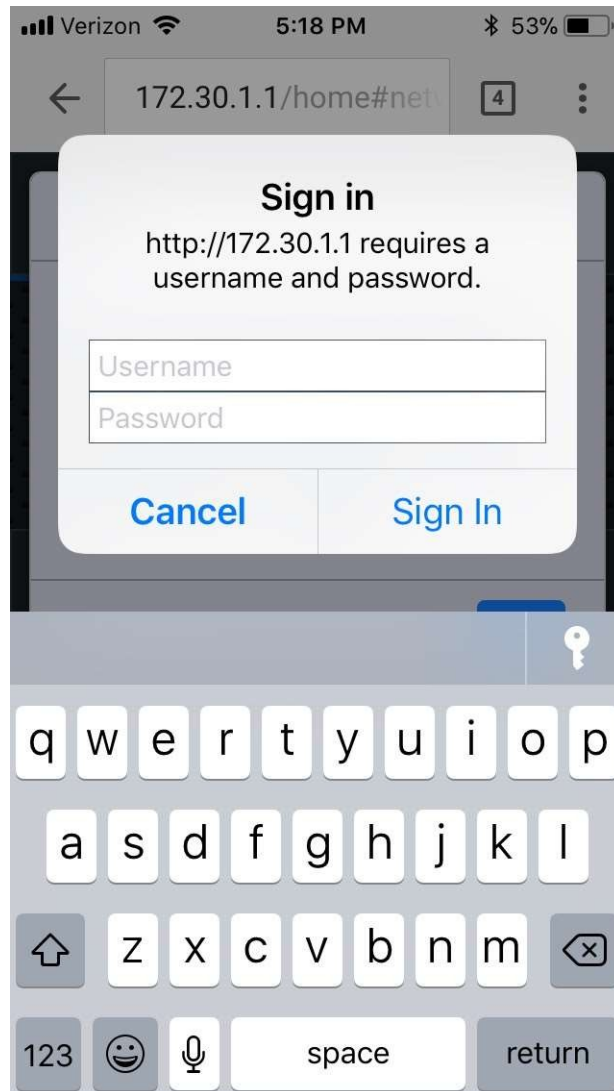 Verizon 5:18 PM 53%
172.30.1.1/home#netw 4
Sign in
http://172.30.1.1 requires a
username and password.
Username
Password
Cancel Sign In
q w e r t y u i o p
a s d f g h j k l
z x c v b n m
123 space return